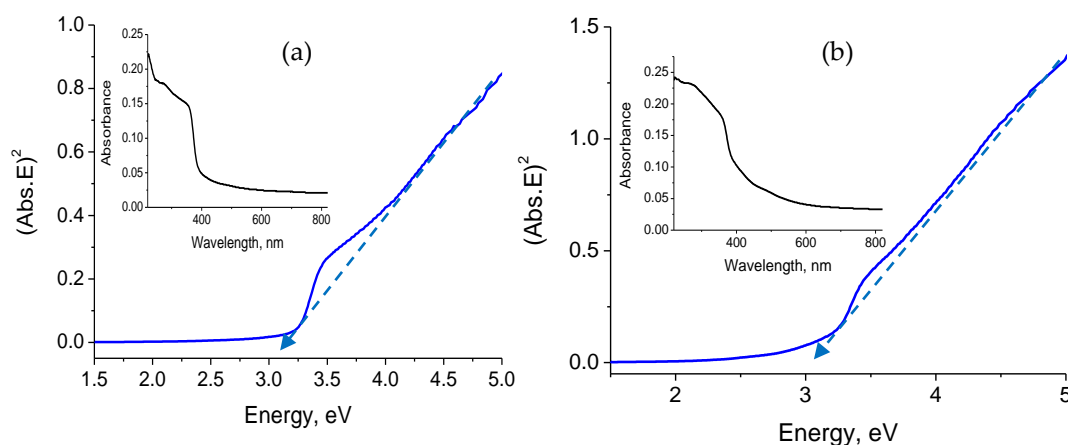 (a)
1.0
0.8
0.6
0.4
0.2
0.0
(Abs.E)²
1.5 2.0 2.5 3.0 3.5 4.0 4.5 5.0
Energy, eV
0.25
0.20
0.15
0.10
0.05
0.00
Absorbance
400 600 800
Wavelength, nm
(b)
1.5
1.0
0.5
0.0
(Abs.E)²
2 3 4 5
Energy, eV
0.25
0.20
0.15
0.10
0.05
0.00
Absorbance
200 400 600 800
Wavelength, nm